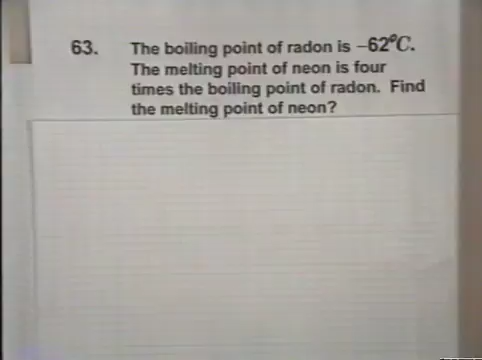 63. The boiling point of radon is −62°C.
The melting point of neon is four
times the boiling point of radon. Find
the melting point of neon?